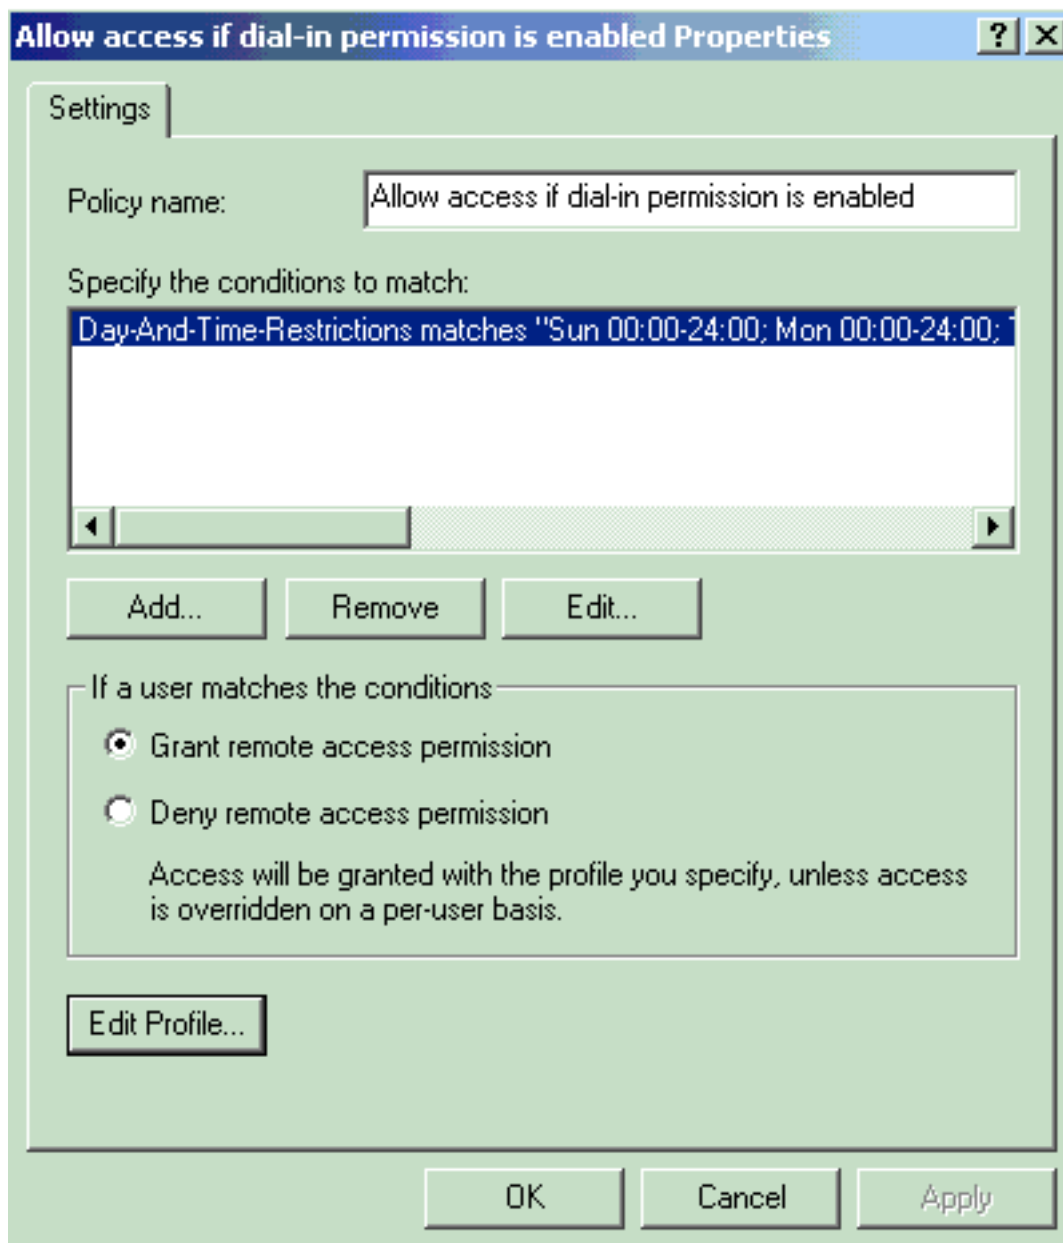 Allow access if dial-in permission is enabled Properties
Settings
Policy name:
Allow access if dial-in permission is enabled
Specify the conditions to match:
Day-And-Time-Restrictions matches "Sun 00:00-24:00; Mon 00:00-24:00;
Add...
Remove
Edit...
If a user matches the conditions
Grant remote access permission
Deny remote access permission
Access will be granted with the profile you specify, unless access
is overridden on a per-user basis.
Edit Profile...
OK
Cancel
Apply